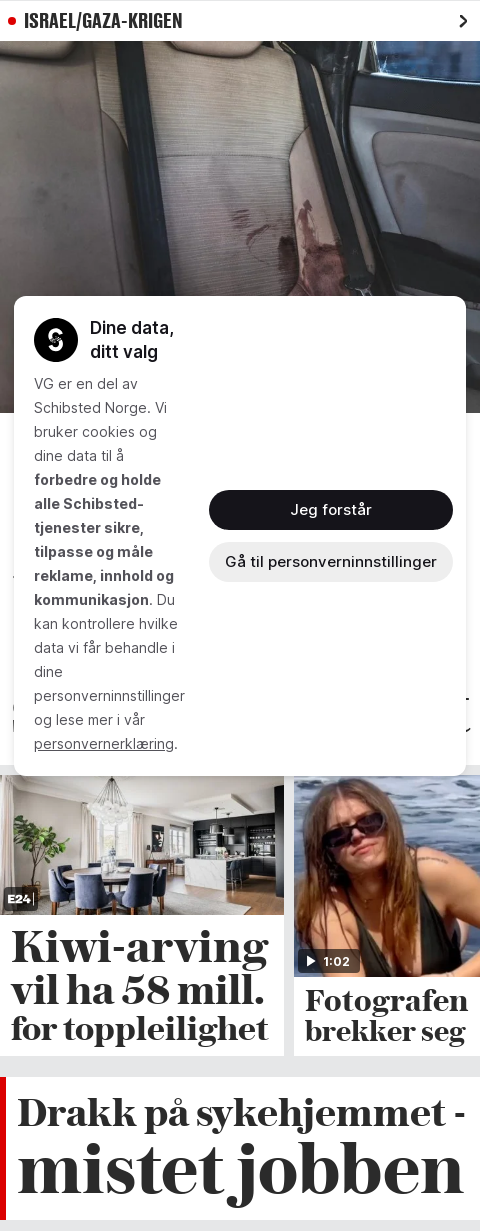 ISRAEL/GAZA-KRIGEN
Dine data,
ditt valg
VG er en del av
Schibsted Norge. Vi
bruker cookies og
dine data til å
forbedre og holde
alle Schibsted-
tjenester sikre,
tilpasse og måle
reklame, innhold og
kommunikasjon. Du
kan kontrollere hvilke
data vi får behandle i
dine
personverninnstillinger
og lese mer i vår
personvernerklæring.
Jeg forstår
Gå til personverninnstillinger
E24
Kiwi-arving
vil ha 58 mill.
for toppleilighet
1:02
Fotografen
brekker seg
Drakk på sykehjemmet -
mistet jobben